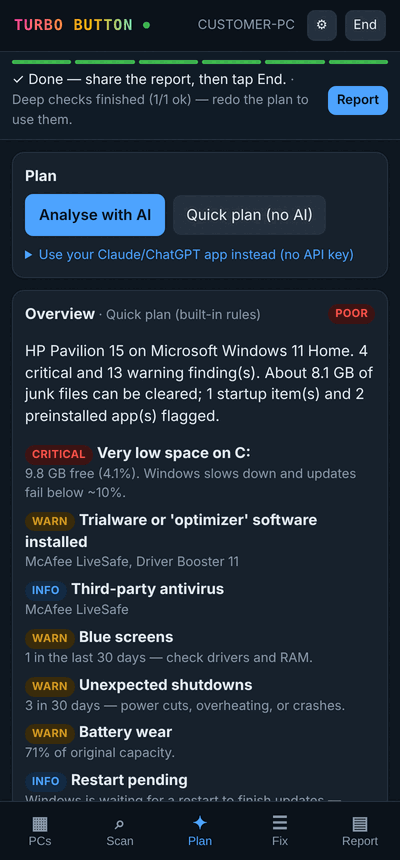 TURBO BUTTON
CUSTOMER-PC
End
✓ Done — share the report, then tap End. ·
Deep checks finished (1/1 ok) — redo the plan to
use them.
Report
Plan
Analyse with AI
Quick plan (no AI)
▶ Use your Claude/ChatGPT app instead (no API key)
Overview · Quick plan (built-in rules)
POOR
HP Pavilion 15 on Microsoft Windows 11 Home. 4
critical and 13 warning finding(s). About 8.1 GB of
junk files can be cleared; 1 startup item(s) and 2
preinstalled app(s) flagged.
CRITICAL Very low space on C:
9.8 GB free (4.1%). Windows slows down and updates
fail below ~10%.
WARN Trialware or 'optimizer' software
installed
McAfee LiveSafe, Driver Booster 11
INFO Third-party antivirus
McAfee LiveSafe
WARN Blue screens
1 in the last 30 days — check drivers and RAM.
WARN Unexpected shutdowns
3 in 30 days — power cuts, overheating, or crashes.
WARN Battery wear
71% of original capacity.
INFO Restart pending
Windows is waiting for a restart to finish updates —
PCs
Scan
Plan
Fix
Report